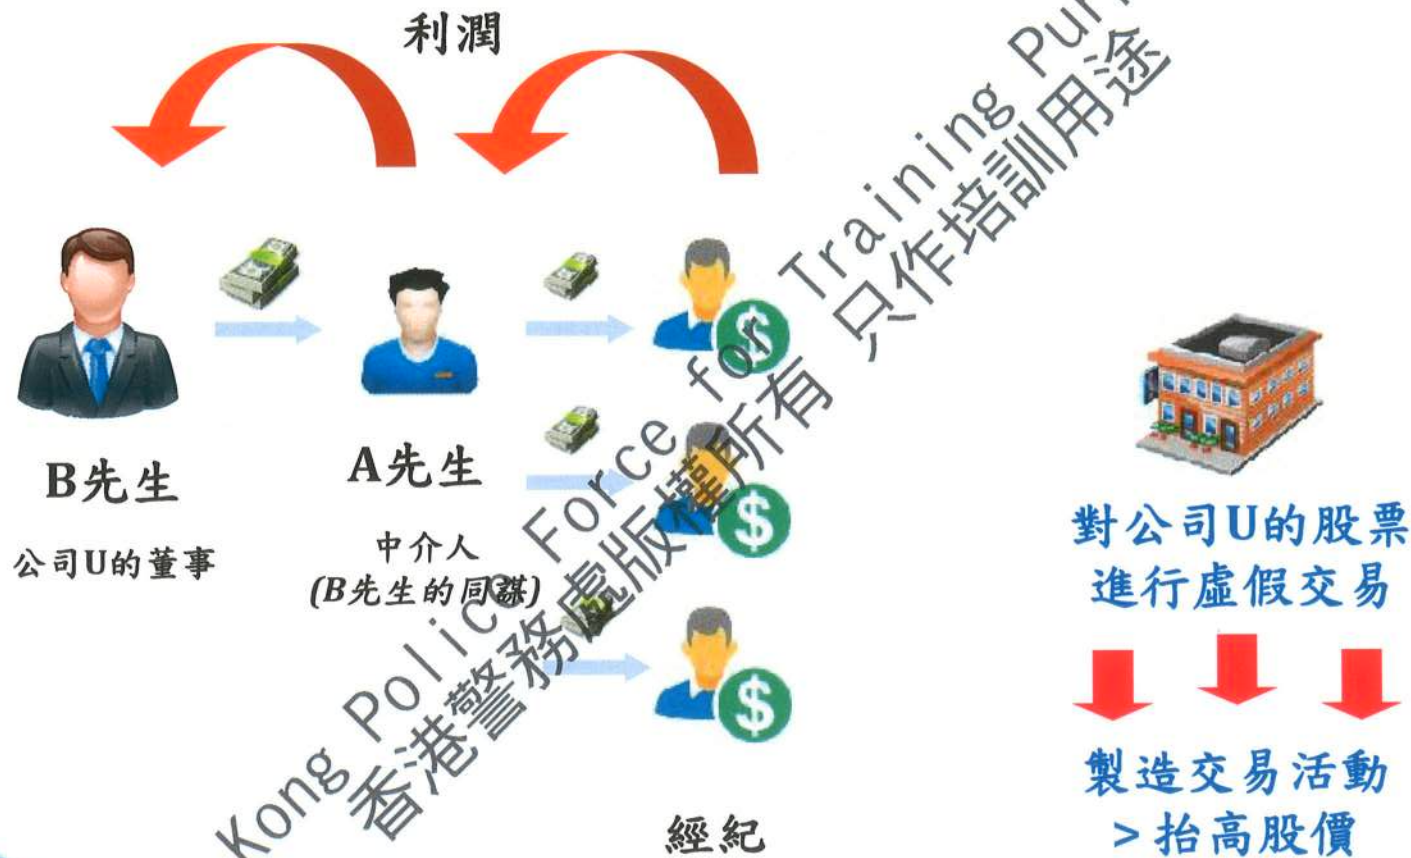 利潤
B先生
公司U的董事
A先生
中介人
(B先生的同謀)
經紀
對公司U的股票
進行虛假交易
製造交易活動
> 抬高股價
Kong Police Force for Training Pur
香港警務處版權所有 只作培訓用途